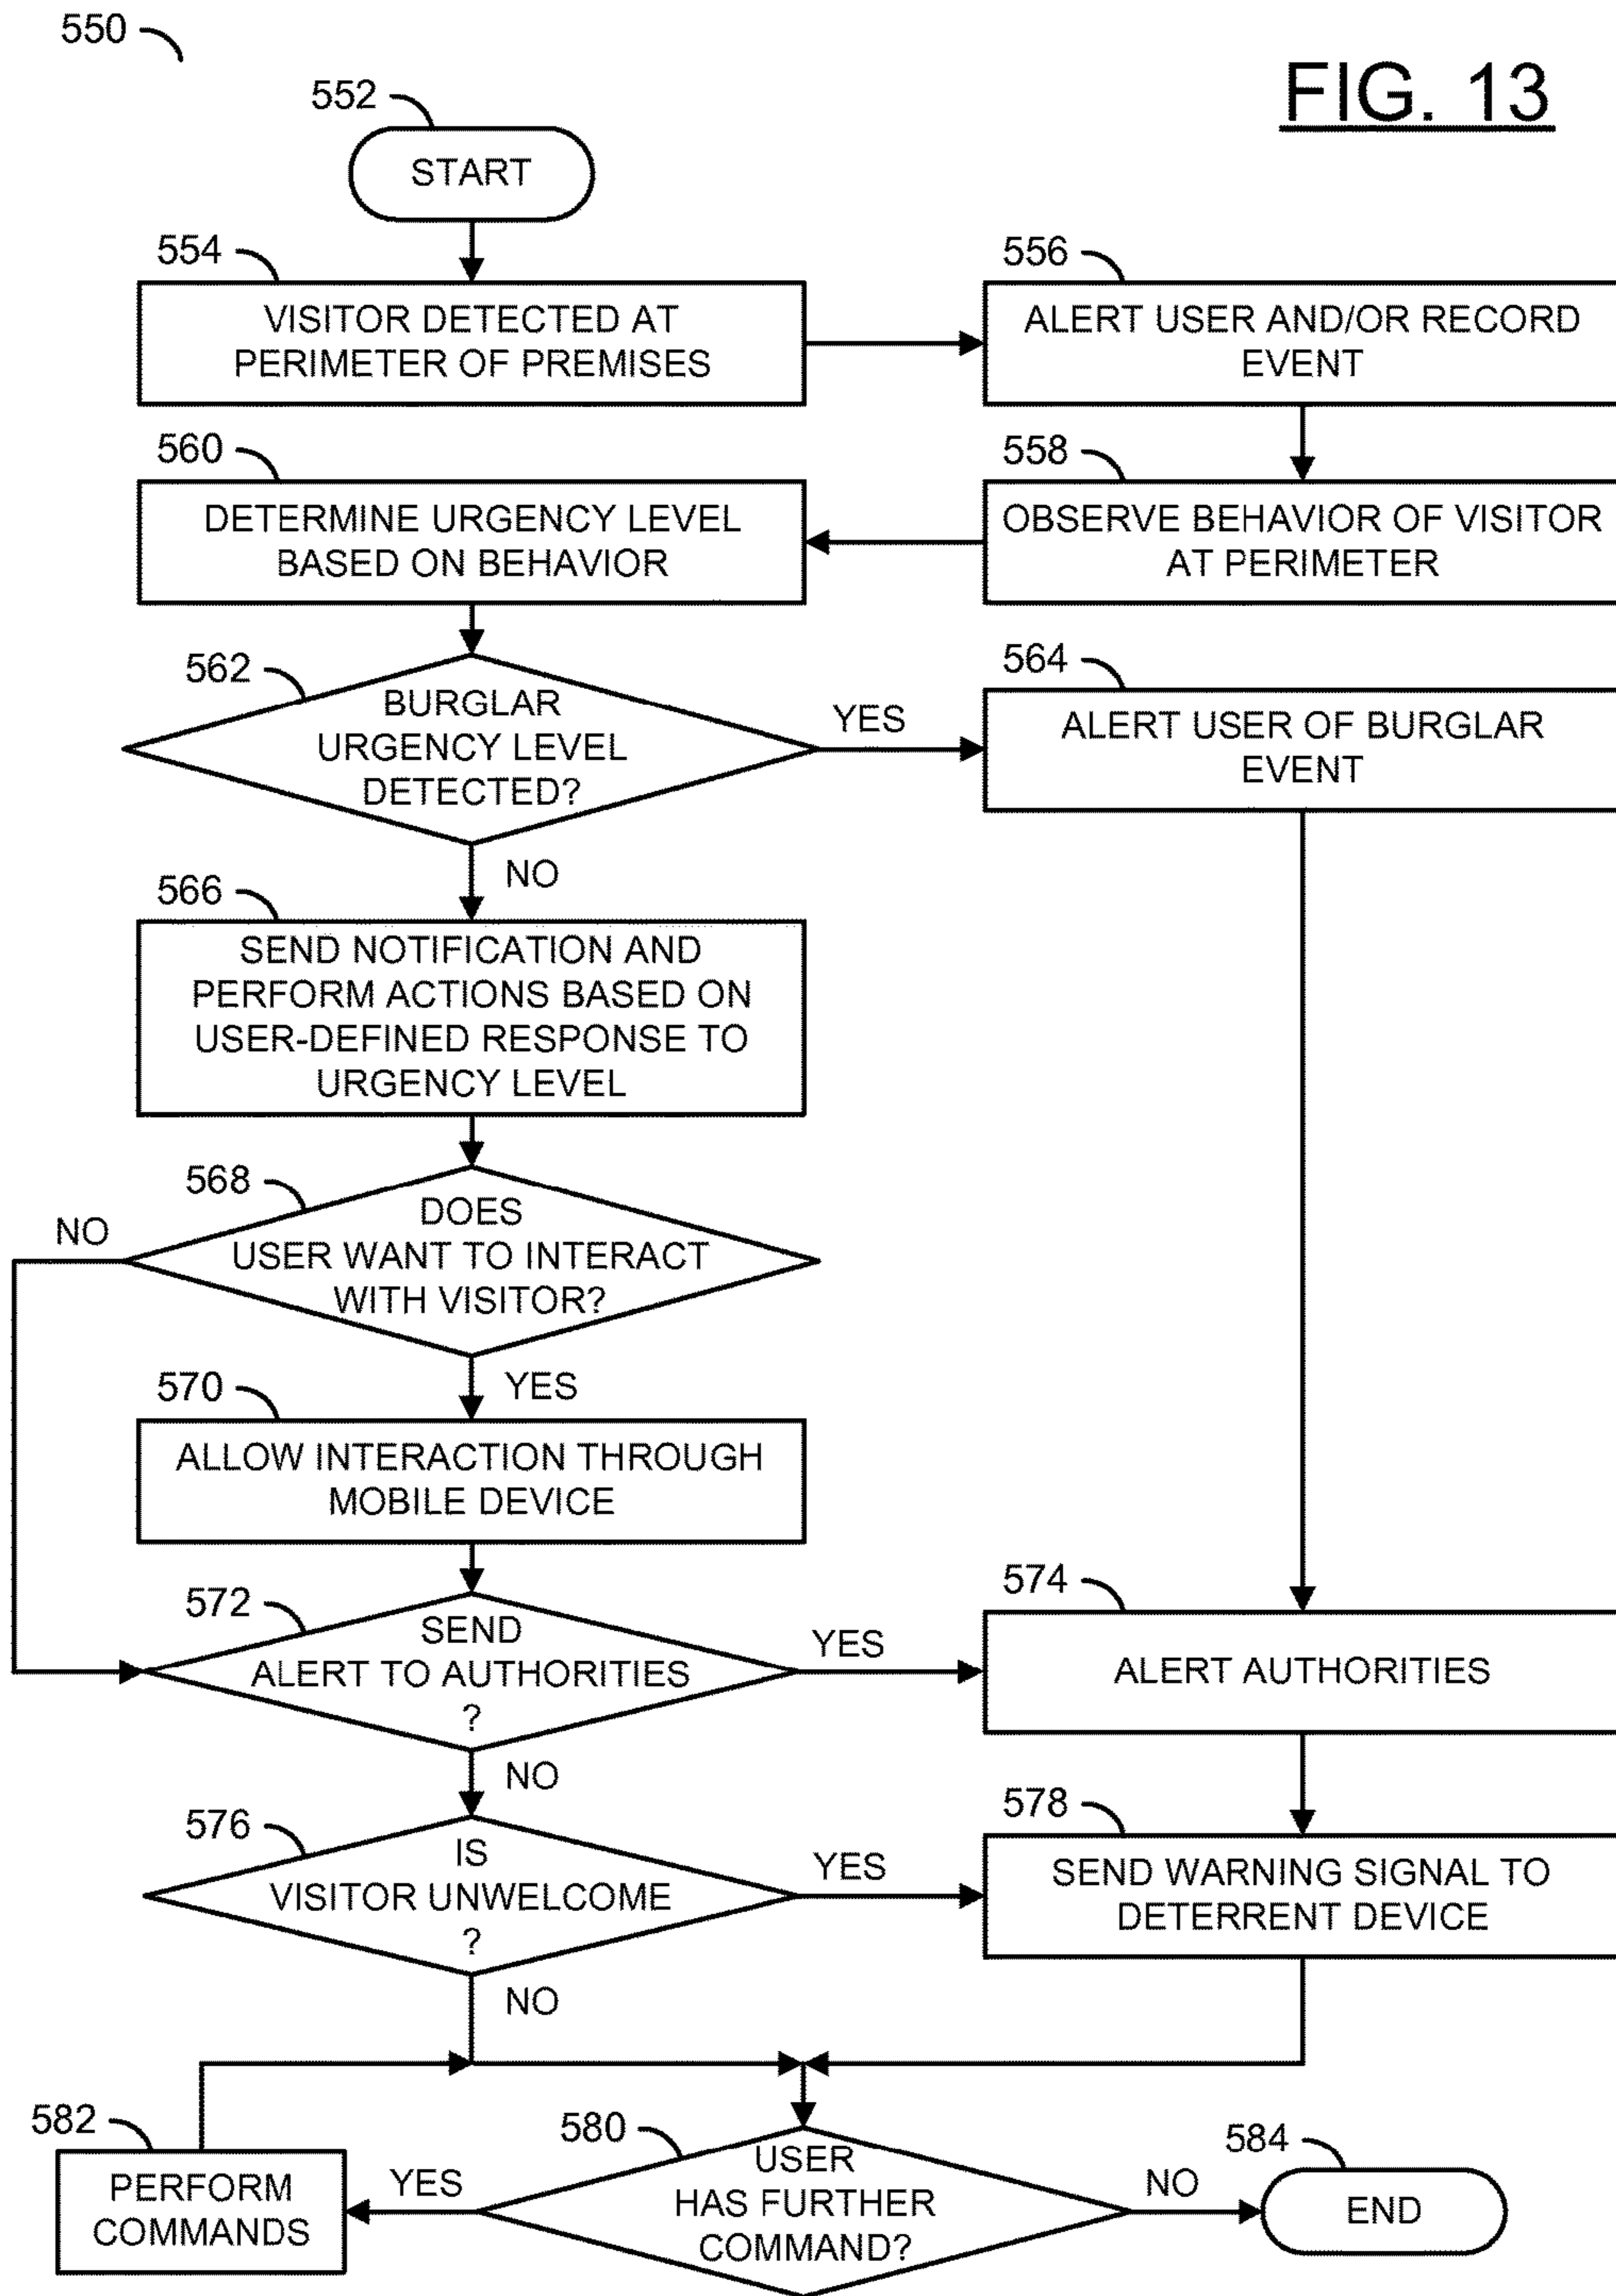 550
FIG. 13
552
START
554
VISITOR DETECTED AT
PERIMETER OF PREMISES
556
ALERT USER AND/OR RECORD
EVENT
560
DETERMINE URGENCY LEVEL
BASED ON BEHAVIOR
558
OBSERVE BEHAVIOR OF VISITOR
AT PERIMETER
562
BURGLAR
URGENCY LEVEL
DETECTED?
YES
564
ALERT USER OF BURGLAR
EVENT
NO
566
SEND NOTIFICATION AND
PERFORM ACTIONS BASED ON
USER-DEFINED RESPONSE TO
URGENCY LEVEL
568
NO
DOES
USER WANT TO INTERACT
WITH VISITOR?
YES
570
ALLOW INTERACTION THROUGH
MOBILE DEVICE
572
SEND
ALERT TO AUTHORITIES
?
YES
574
ALERT AUTHORITIES
NO
576
IS
VISITOR UNWELCOME
?
YES
578
SEND WARNING SIGNAL TO
DETERRENT DEVICE
NO
582
PERFORM
COMMANDS
YES
580
USER
HAS FURTHER
COMMAND?
NO
584
END